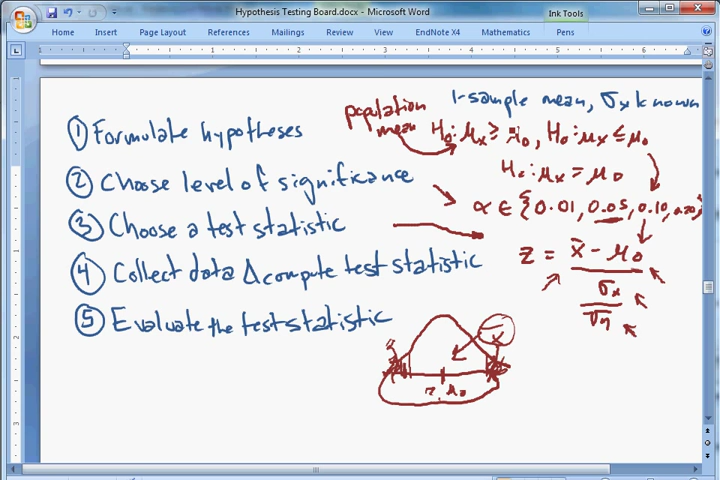 Hypothesis Testing Board.docx - Microsoft Word
Ink Tools
Home Insert Page Layout References Mailings Review View EndNote X4 Mathematics Pens
1-sample mean, σx known
population mean
① Formulate hypotheses
H₀: μx ≥ μ₀, H₀: μx ≤ μ₀
H₀: μx = μ₀
② Choose level of significance
α ∈ {0.01, 0.05, 0.10, 0.20}
③ Choose a test statistic
z = x̄ - μ₀
σx
√n
④ Collect data & compute test statistic
⑤ Evaluate the test statistic
x̄
μ₀